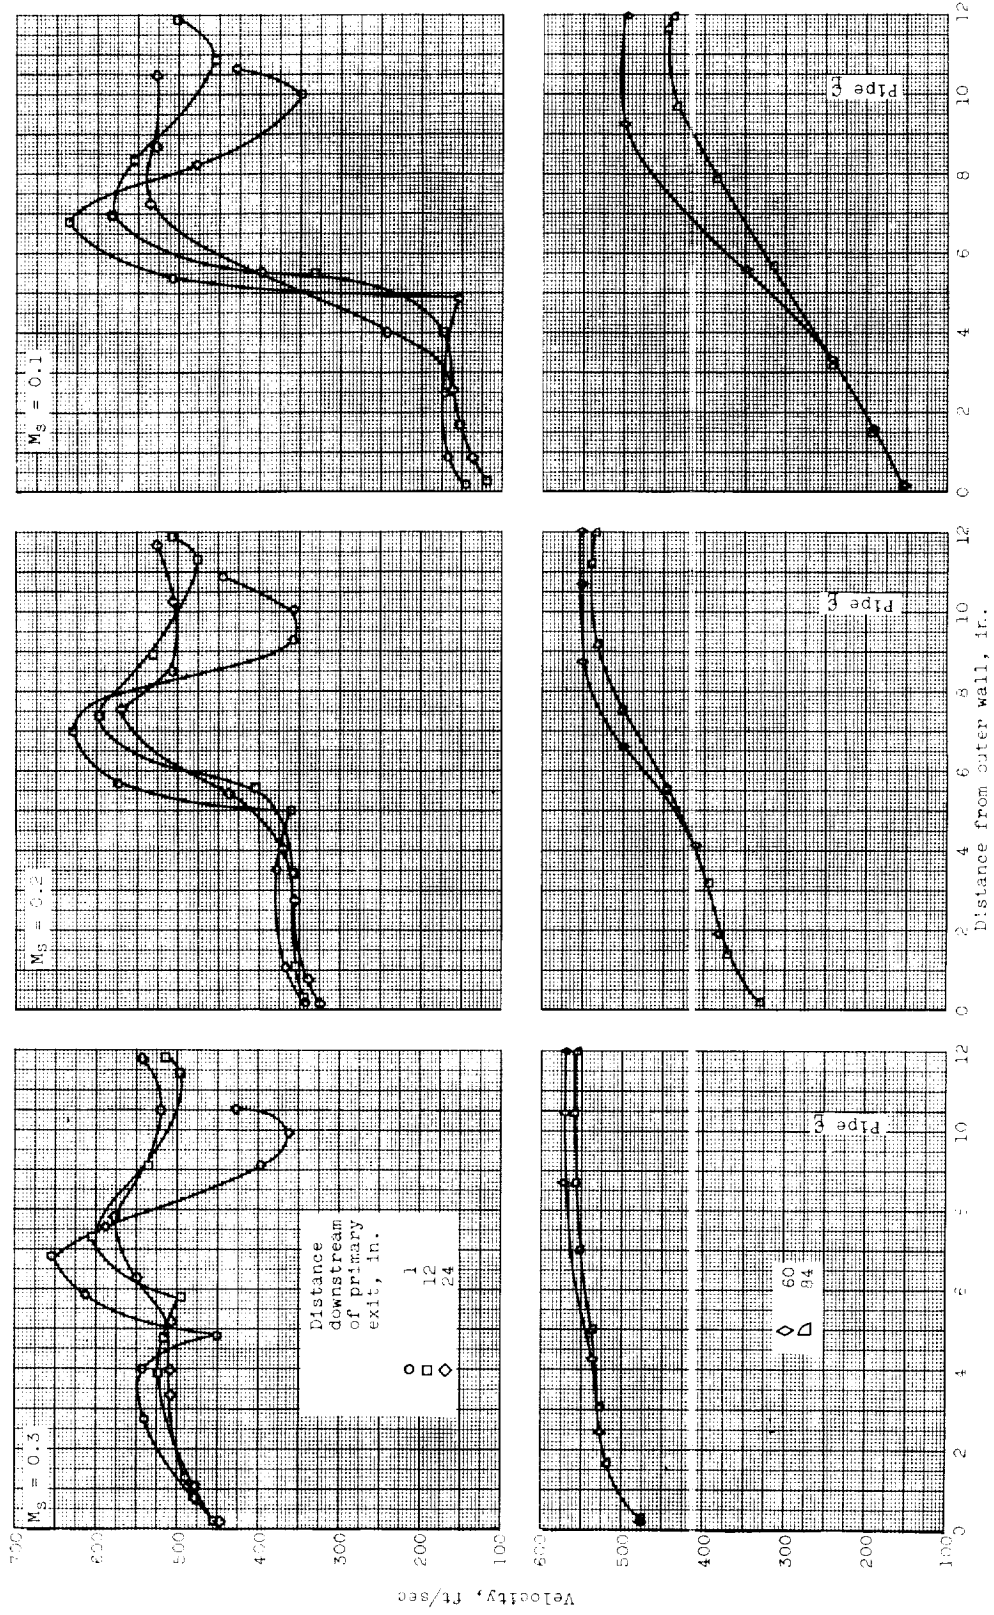 M_s = 0.3
M_s = 0.2
M_s = 0.1
700
600
500
400
300
200
100
Distance
downstream
of primary
exit, in.
○ 1
□ 12
◇ 24
Velocity, ft/sec
600
500
400
300
200
100
◇ 60
84
Pipe ℄
Pipe ℄
Pipe ℄
0 2 4 6 8 10 12
0 2 4 6 8 10 12
0 2 4 6 8 10 12
Distance from outer wall, in.